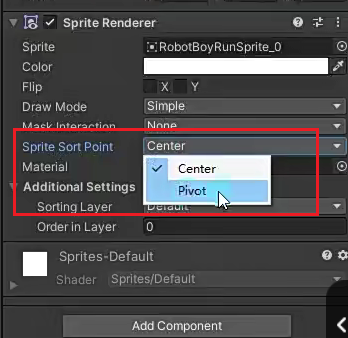 Sprite Renderer
Sprite RobotBoyRunSprite_0
Color
Flip X Y
Draw Mode Simple
Mask Interaction None
Sprite Sort Point Center
Material Center
Additional Settings Pivot
Sorting Layer Default
Order in Layer 0
Sprites-Default
Shader Sprites/Default
Add Component